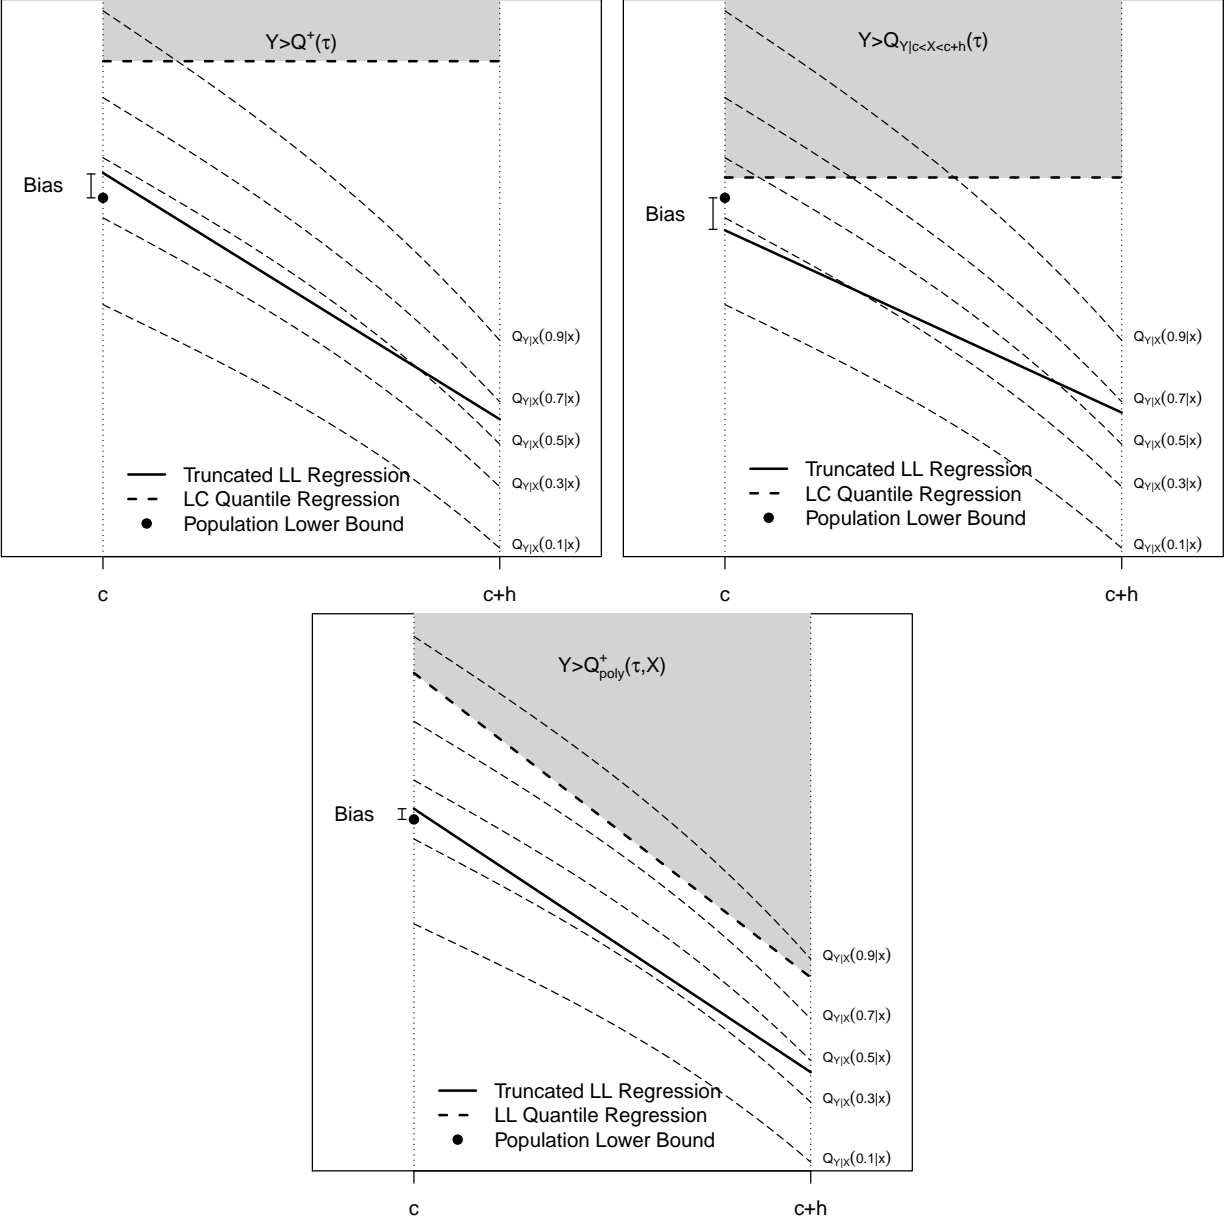 Y>Q⁺(τ)
Bias
Q_{Y|X}(0.9|x)
Q_{Y|X}(0.7|x)
Q_{Y|X}(0.5|x)
Q_{Y|X}(0.3|x)
Q_{Y|X}(0.1|x)
Truncated LL Regression
LC Quantile Regression
Population Lower Bound
c
c+h
Y>Q_{Y|c<X<c+h}(τ)
Bias
Q_{Y|X}(0.9|x)
Q_{Y|X}(0.7|x)
Q_{Y|X}(0.5|x)
Q_{Y|X}(0.3|x)
Q_{Y|X}(0.1|x)
Truncated LL Regression
LC Quantile Regression
Population Lower Bound
c
c+h
Y>Q⁺_{poly}(τ,X)
Bias
Q_{Y|X}(0.9|x)
Q_{Y|X}(0.7|x)
Q_{Y|X}(0.5|x)
Q_{Y|X}(0.3|x)
Q_{Y|X}(0.1|x)
Truncated LL Regression
LL Quantile Regression
Population Lower Bound
c
c+h